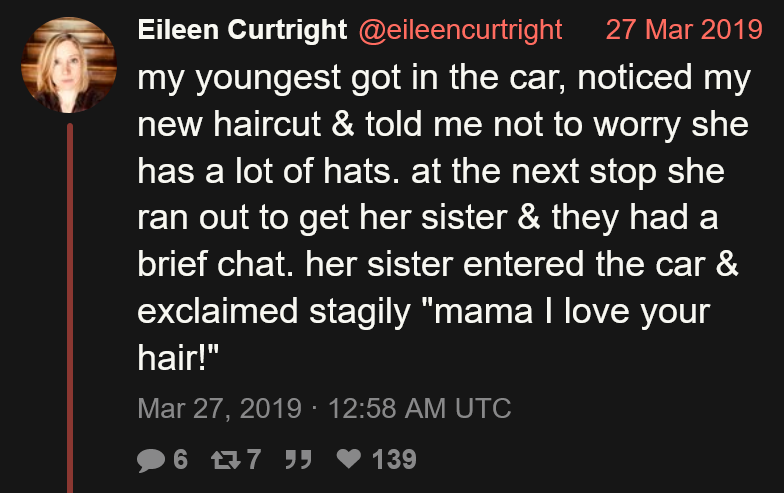 Eileen Curtright @eileencurtright 27 Mar 2019
my youngest got in the car, noticed my
new haircut & told me not to worry she
has a lot of hats. at the next stop she
ran out to get her sister & they had a
brief chat. her sister entered the car &
exclaimed stagily "mama I love your
hair!"
Mar 27, 2019 · 12:58 AM UTC
6 7 139